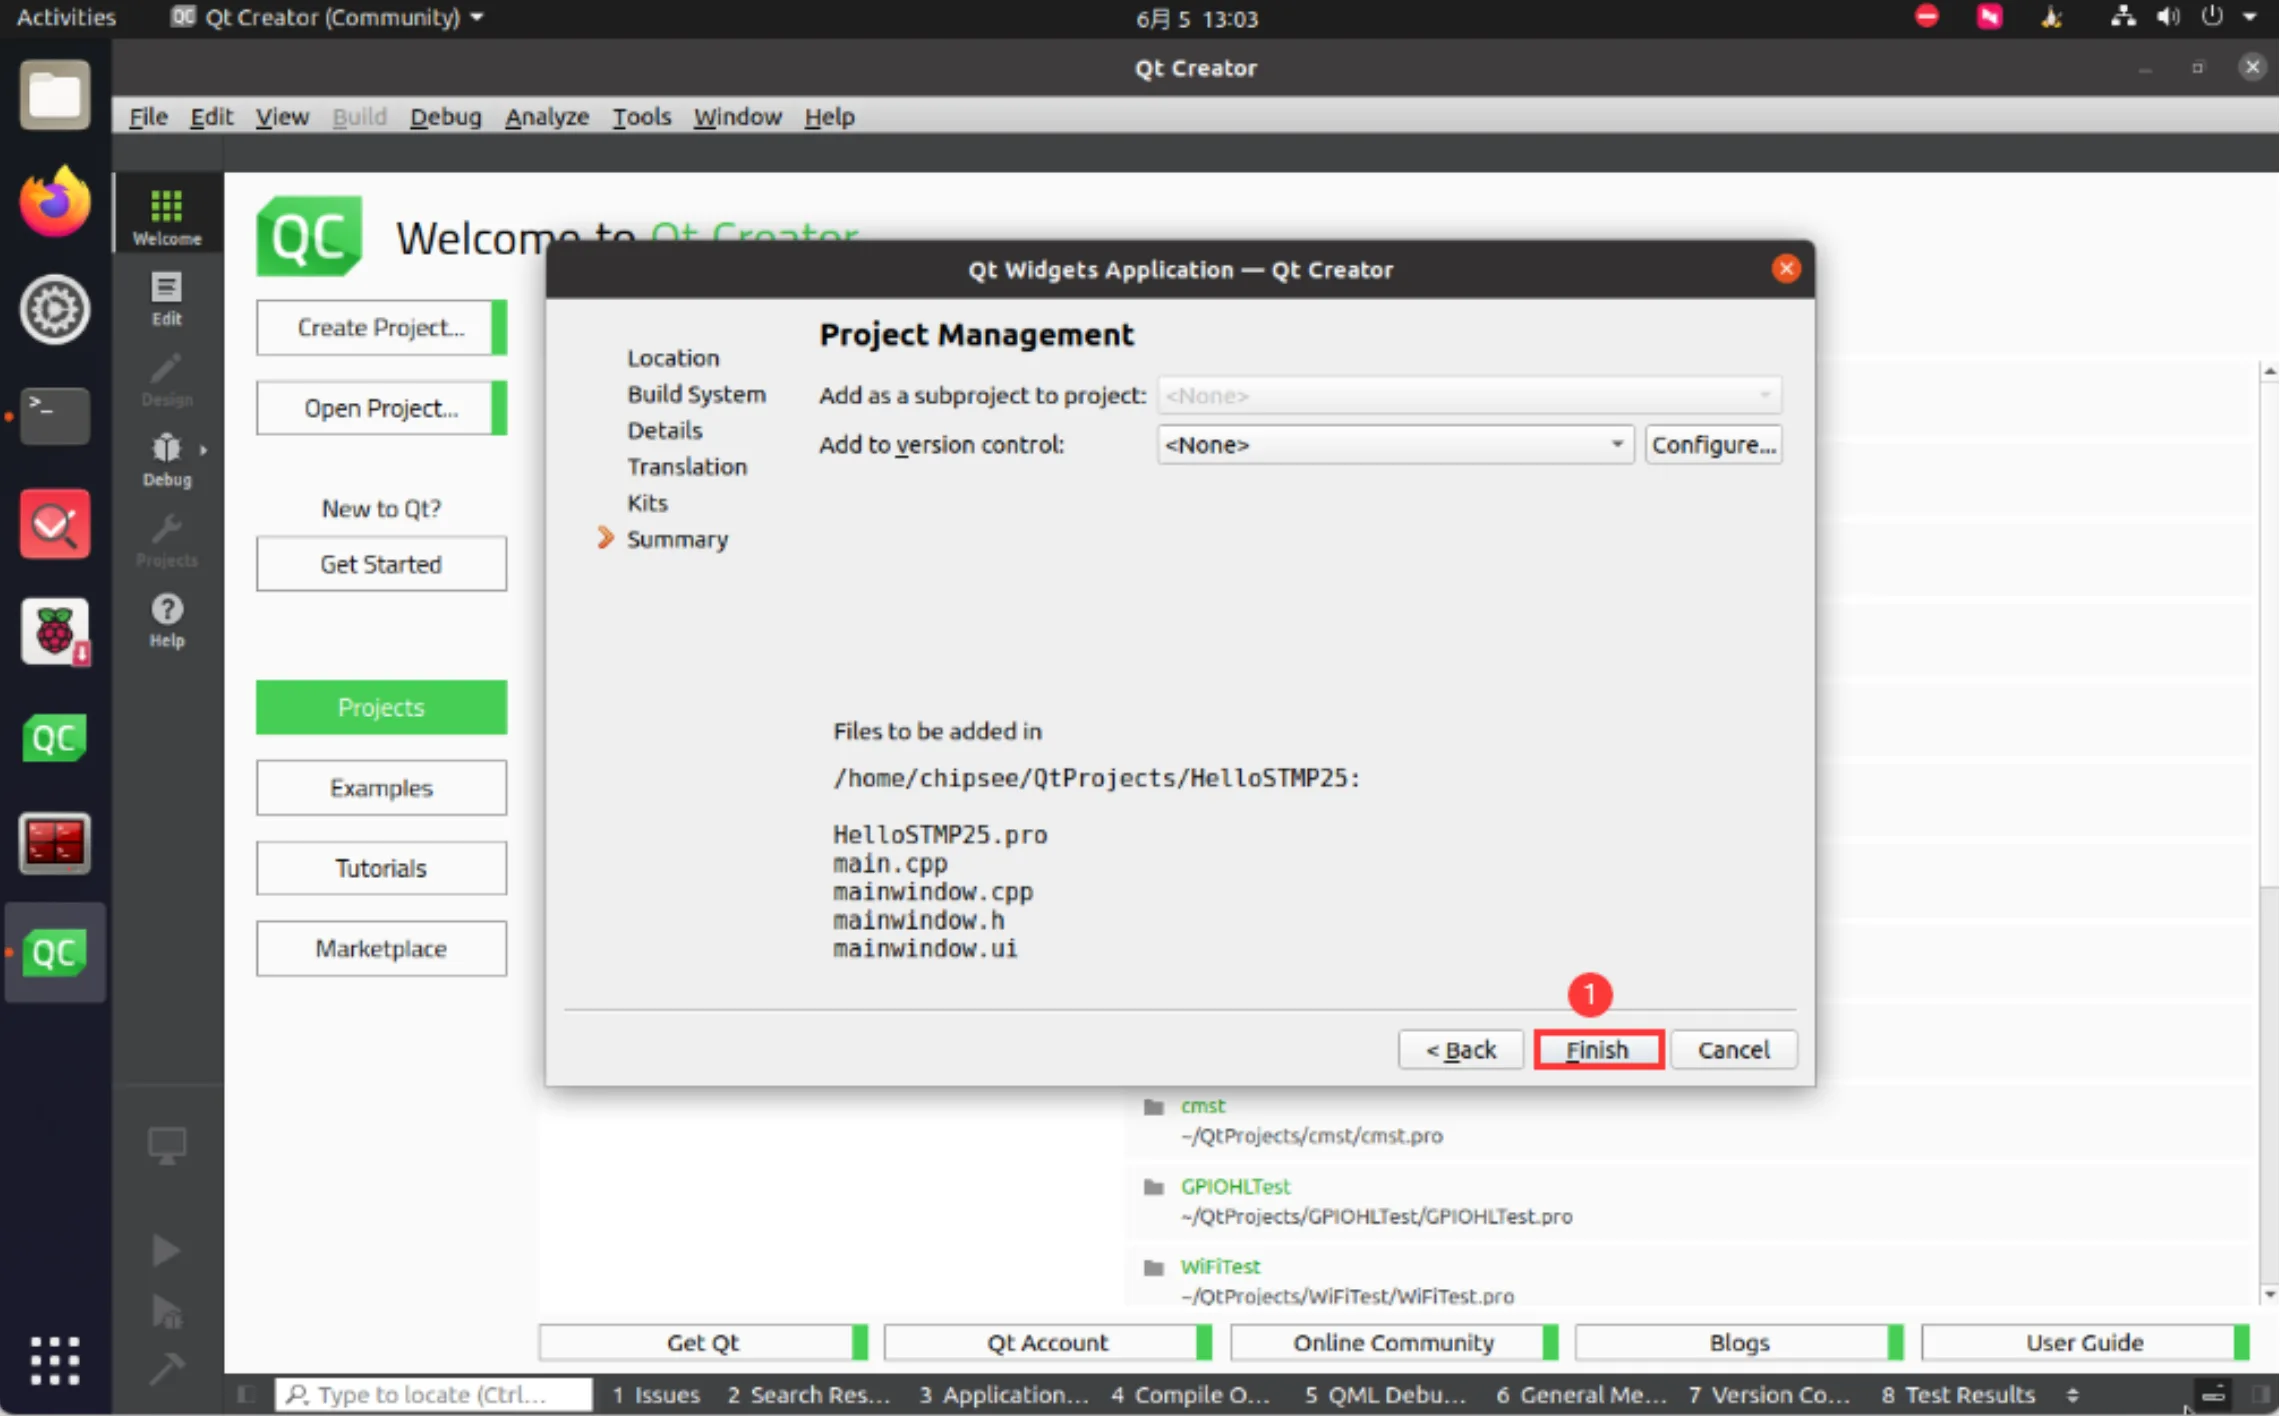 Activities
QC Qt Creator (Community)
6月 5 13:03
Qt Creator
File Edit View Build Debug Analyze Tools Window Help
Welcome
Edit
Design
Debug
Projects
Help
QC
QC
QC
Welcome to Qt Creator
Create Project...
Open Project...
New to Qt?
Get Started
Projects
Examples
Tutorials
Marketplace
Qt Widgets Application — Qt Creator
Location
Build System
Details
Translation
Kits
Summary
Project Management
Add as a subproject to project: <None>
Add to version control: <None> Configure...
Files to be added in
/home/chipsee/QtProjects/HelloSTMP25:
HelloSTMP25.pro
main.cpp
mainwindow.cpp
mainwindow.h
mainwindow.ui
1
< Back Finish Cancel
cmst
~/QtProjects/cmst/cmst.pro
GPIOHLTest
~/QtProjects/GPIOHLTest/GPIOHLTest.pro
WiFiTest
~/QtProjects/WiFiTest/WiFiTest.pro
Get Qt Qt Account Online Community Blogs User Guide
Type to locate (Ctrl... 1 Issues 2 Search Res... 3 Application... 4 Compile O... 5 QML Debu... 6 General Me... 7 Version Co... 8 Test Results